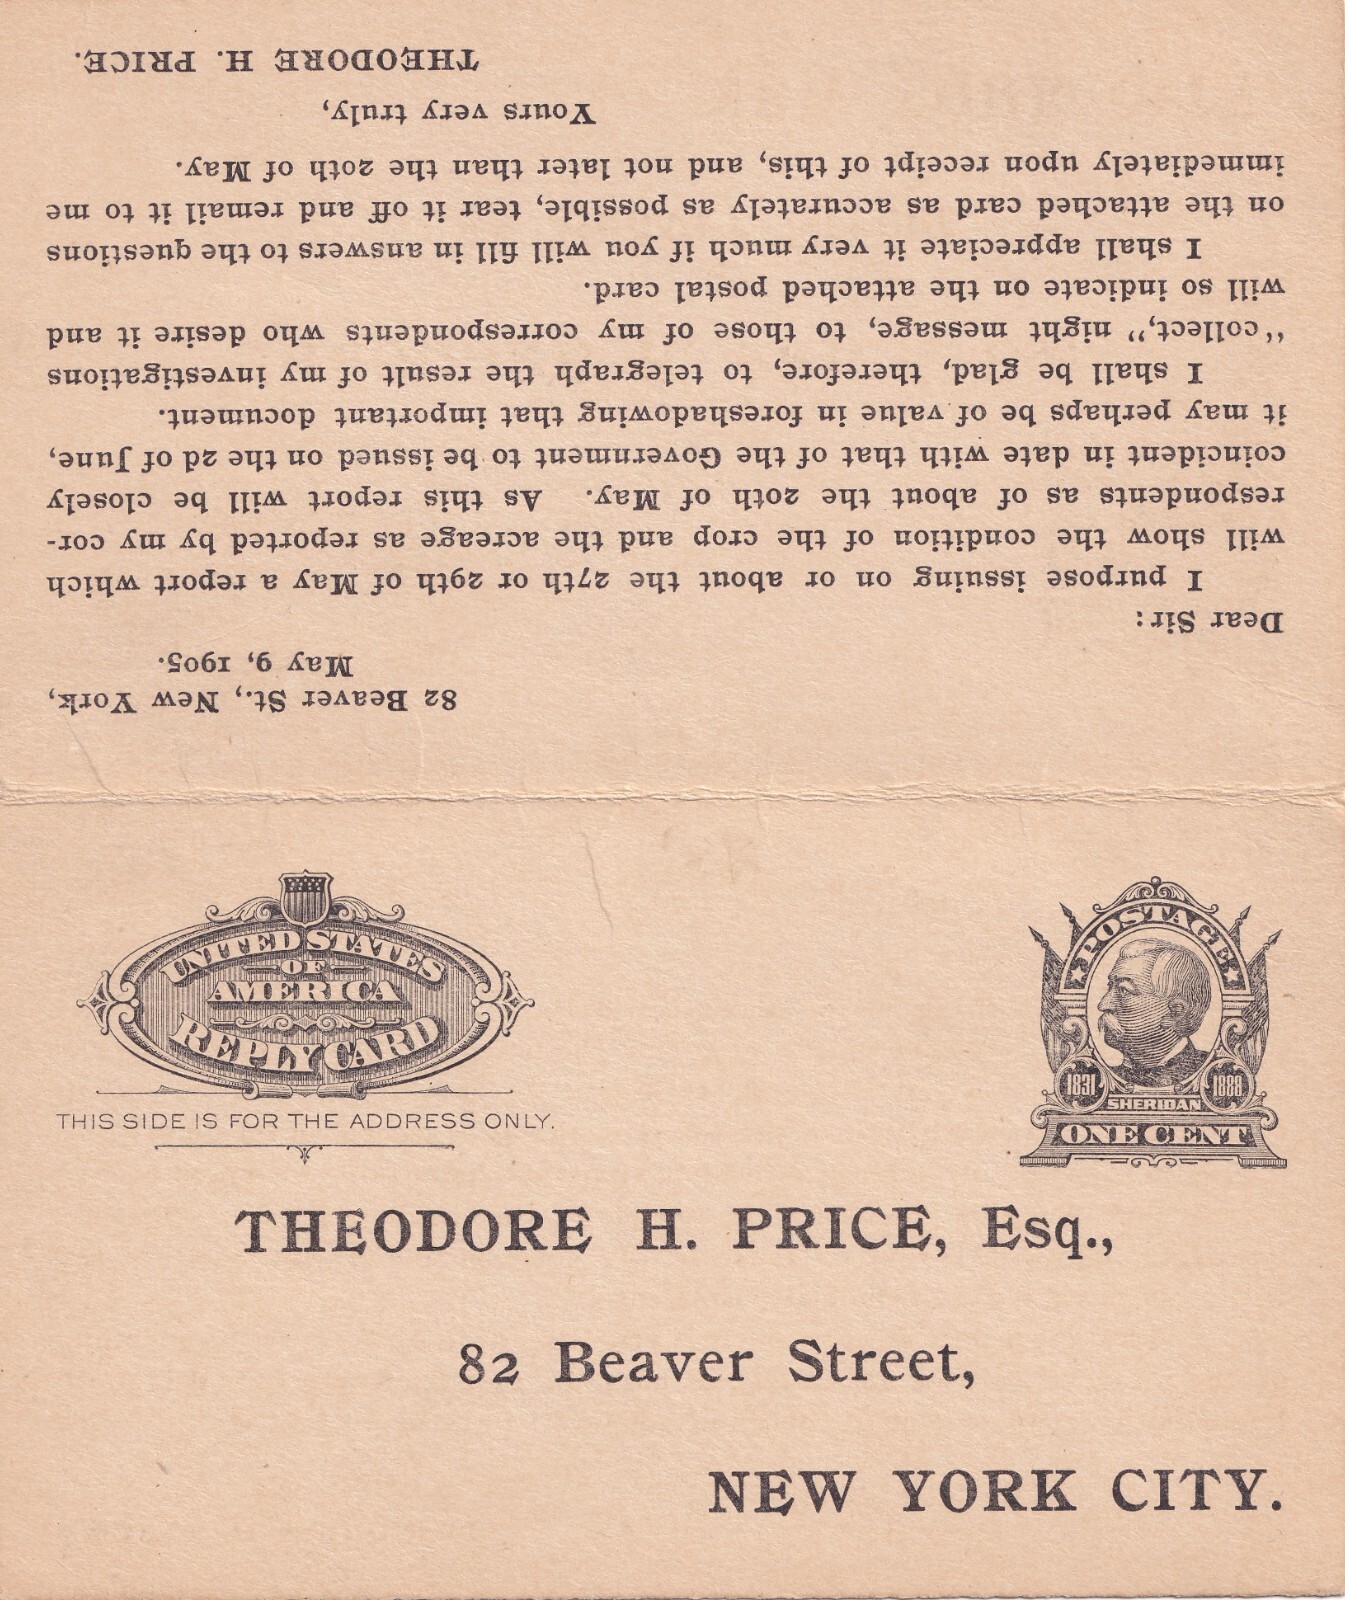 82 Beaver St., New York,
May 9, 1905.
Dear Sir:
I purpose issuing on or about the 27th or 29th of May a report which
will show the condition of the crop and the acreage as reported by my cor-
respondents as of about the 20th of May. As this report will be closely
coincident in date with that of the Government to be issued on the 2d of June,
it may perhaps be of value in foreshadowing that important document.
I shall be glad, therefore, to telegraph the result of my investigations
“collect,” night message, to those of my correspondents who desire it and
will so indicate on the attached postal card.
I shall appreciate it very much if you will fill in answers to the questions
on the attached card as accurately as possible, tear it off and remail it to me
immediately upon receipt of this, and not later than the 20th of May.
Yours very truly,
THEODORE H. PRICE.
UNITED STATES
OF
AMERICA
REPLY CARD
THIS SIDE IS FOR THE ADDRESS ONLY.
POSTAGE
1831 1888
SHERIDAN
ONE CENT
THEODORE H. PRICE, Esq.,
82 Beaver Street,
NEW YORK CITY.